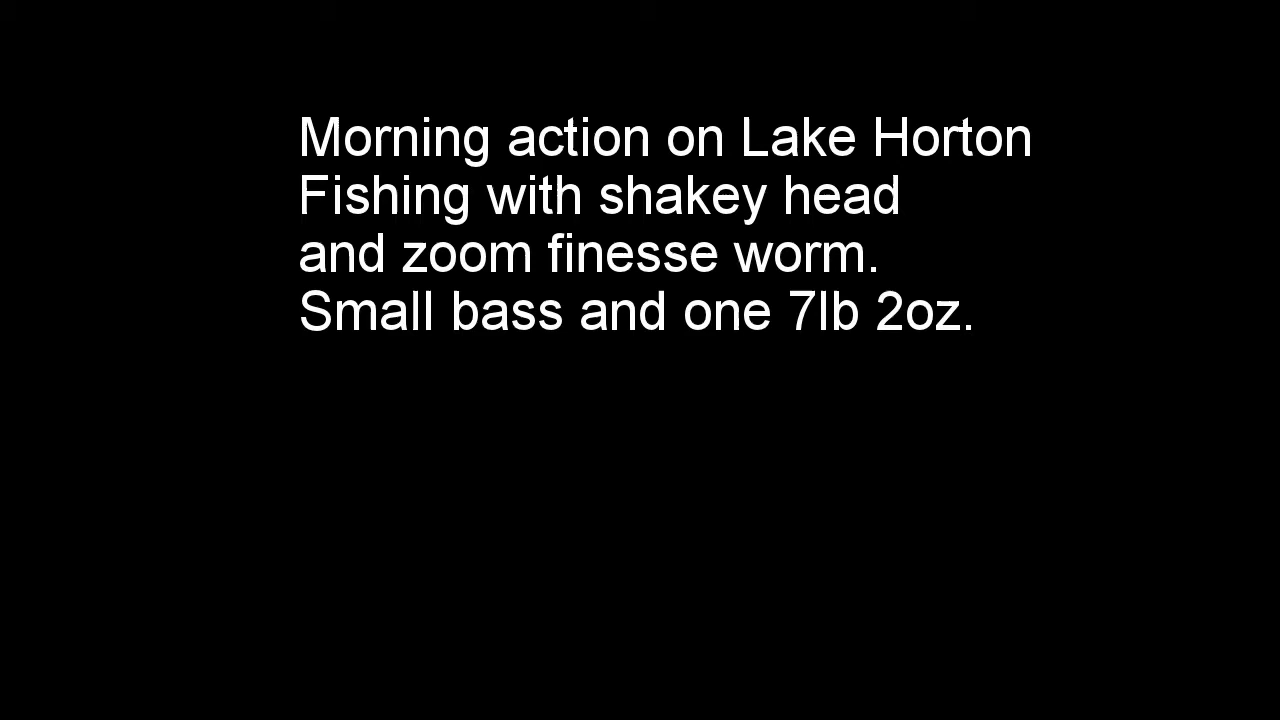 Morning action on Lake Horton
Fishing with shakey head
and zoom finesse worm.
Small bass and one 7lb 2oz.